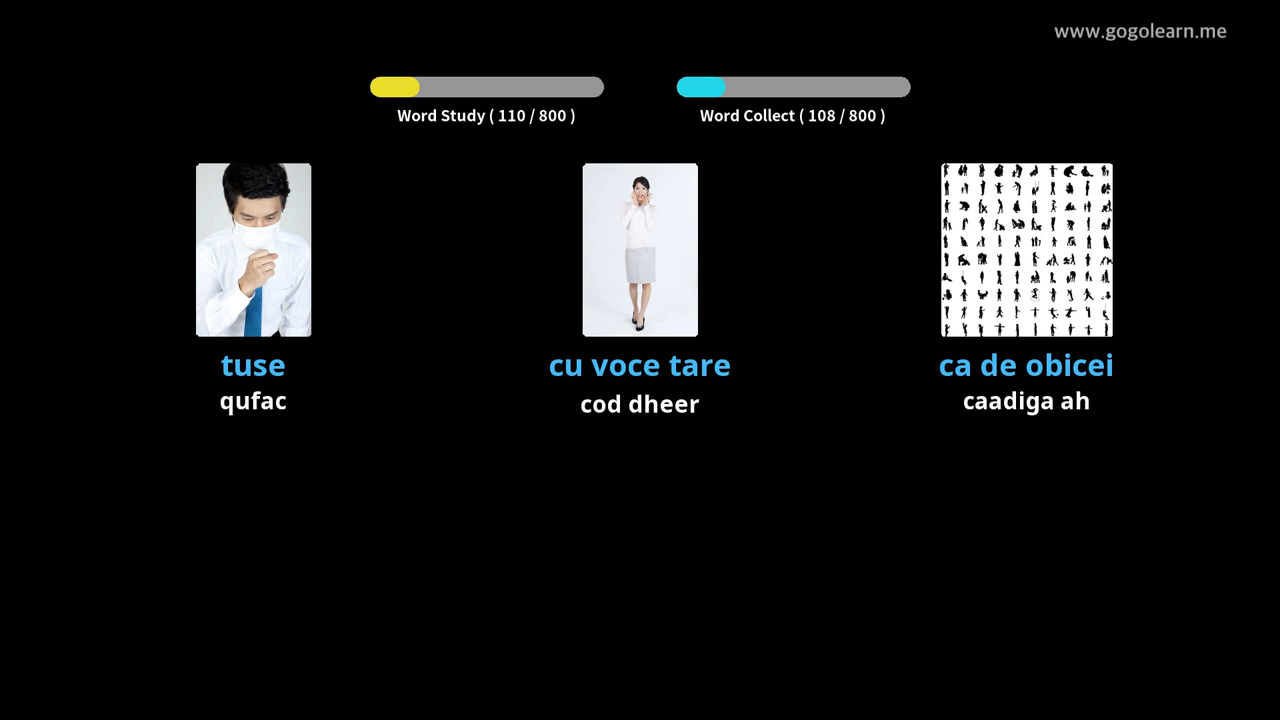 www.gogolearn.me
Word Study ( 110 / 800 )
Word Collect ( 108 / 800 )
tuse
qufac
cu voce tare
cod dheer
ca de obicei
caadiga ah